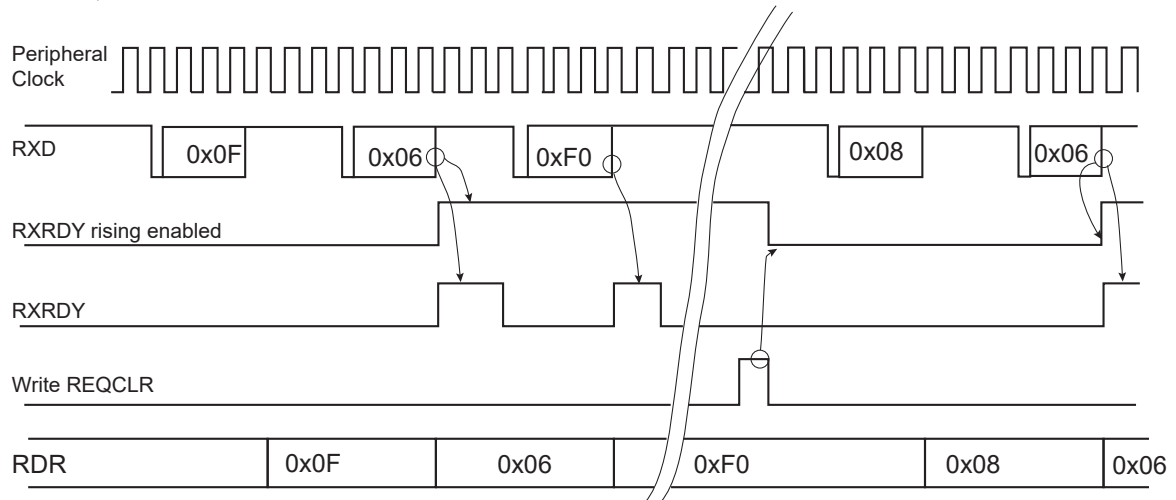 Peripheral
Clock
RXD
0x0F
0x06
0xF0
0x08
0x06
RXRDY rising enabled
RXRDY
Write REQCLR
RDR
0x0F
0x06
0xF0
0x08
0x06